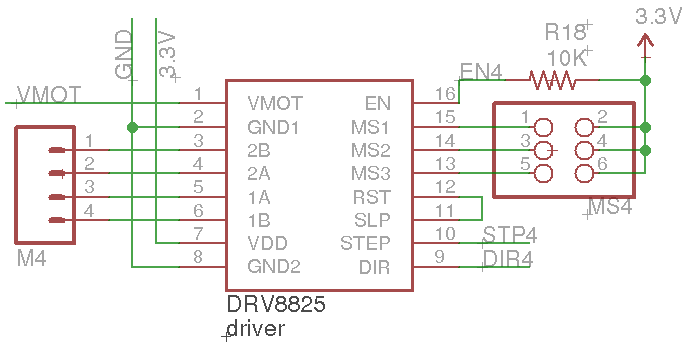 3.3V
R18
10K
GND
3.3V
EN4
VMOT
1 VMOT EN 16
2 GND1 MS1 15 1 2
1 3 2B MS2 14 3 4
2 4 2A MS3 13 5 6
3 5 1A RST 12
4 6 1B SLP 11
MS4
7 VDD STEP 10 STP4
M4 8 GND2 DIR 9 DIR4
DRV8825
driver